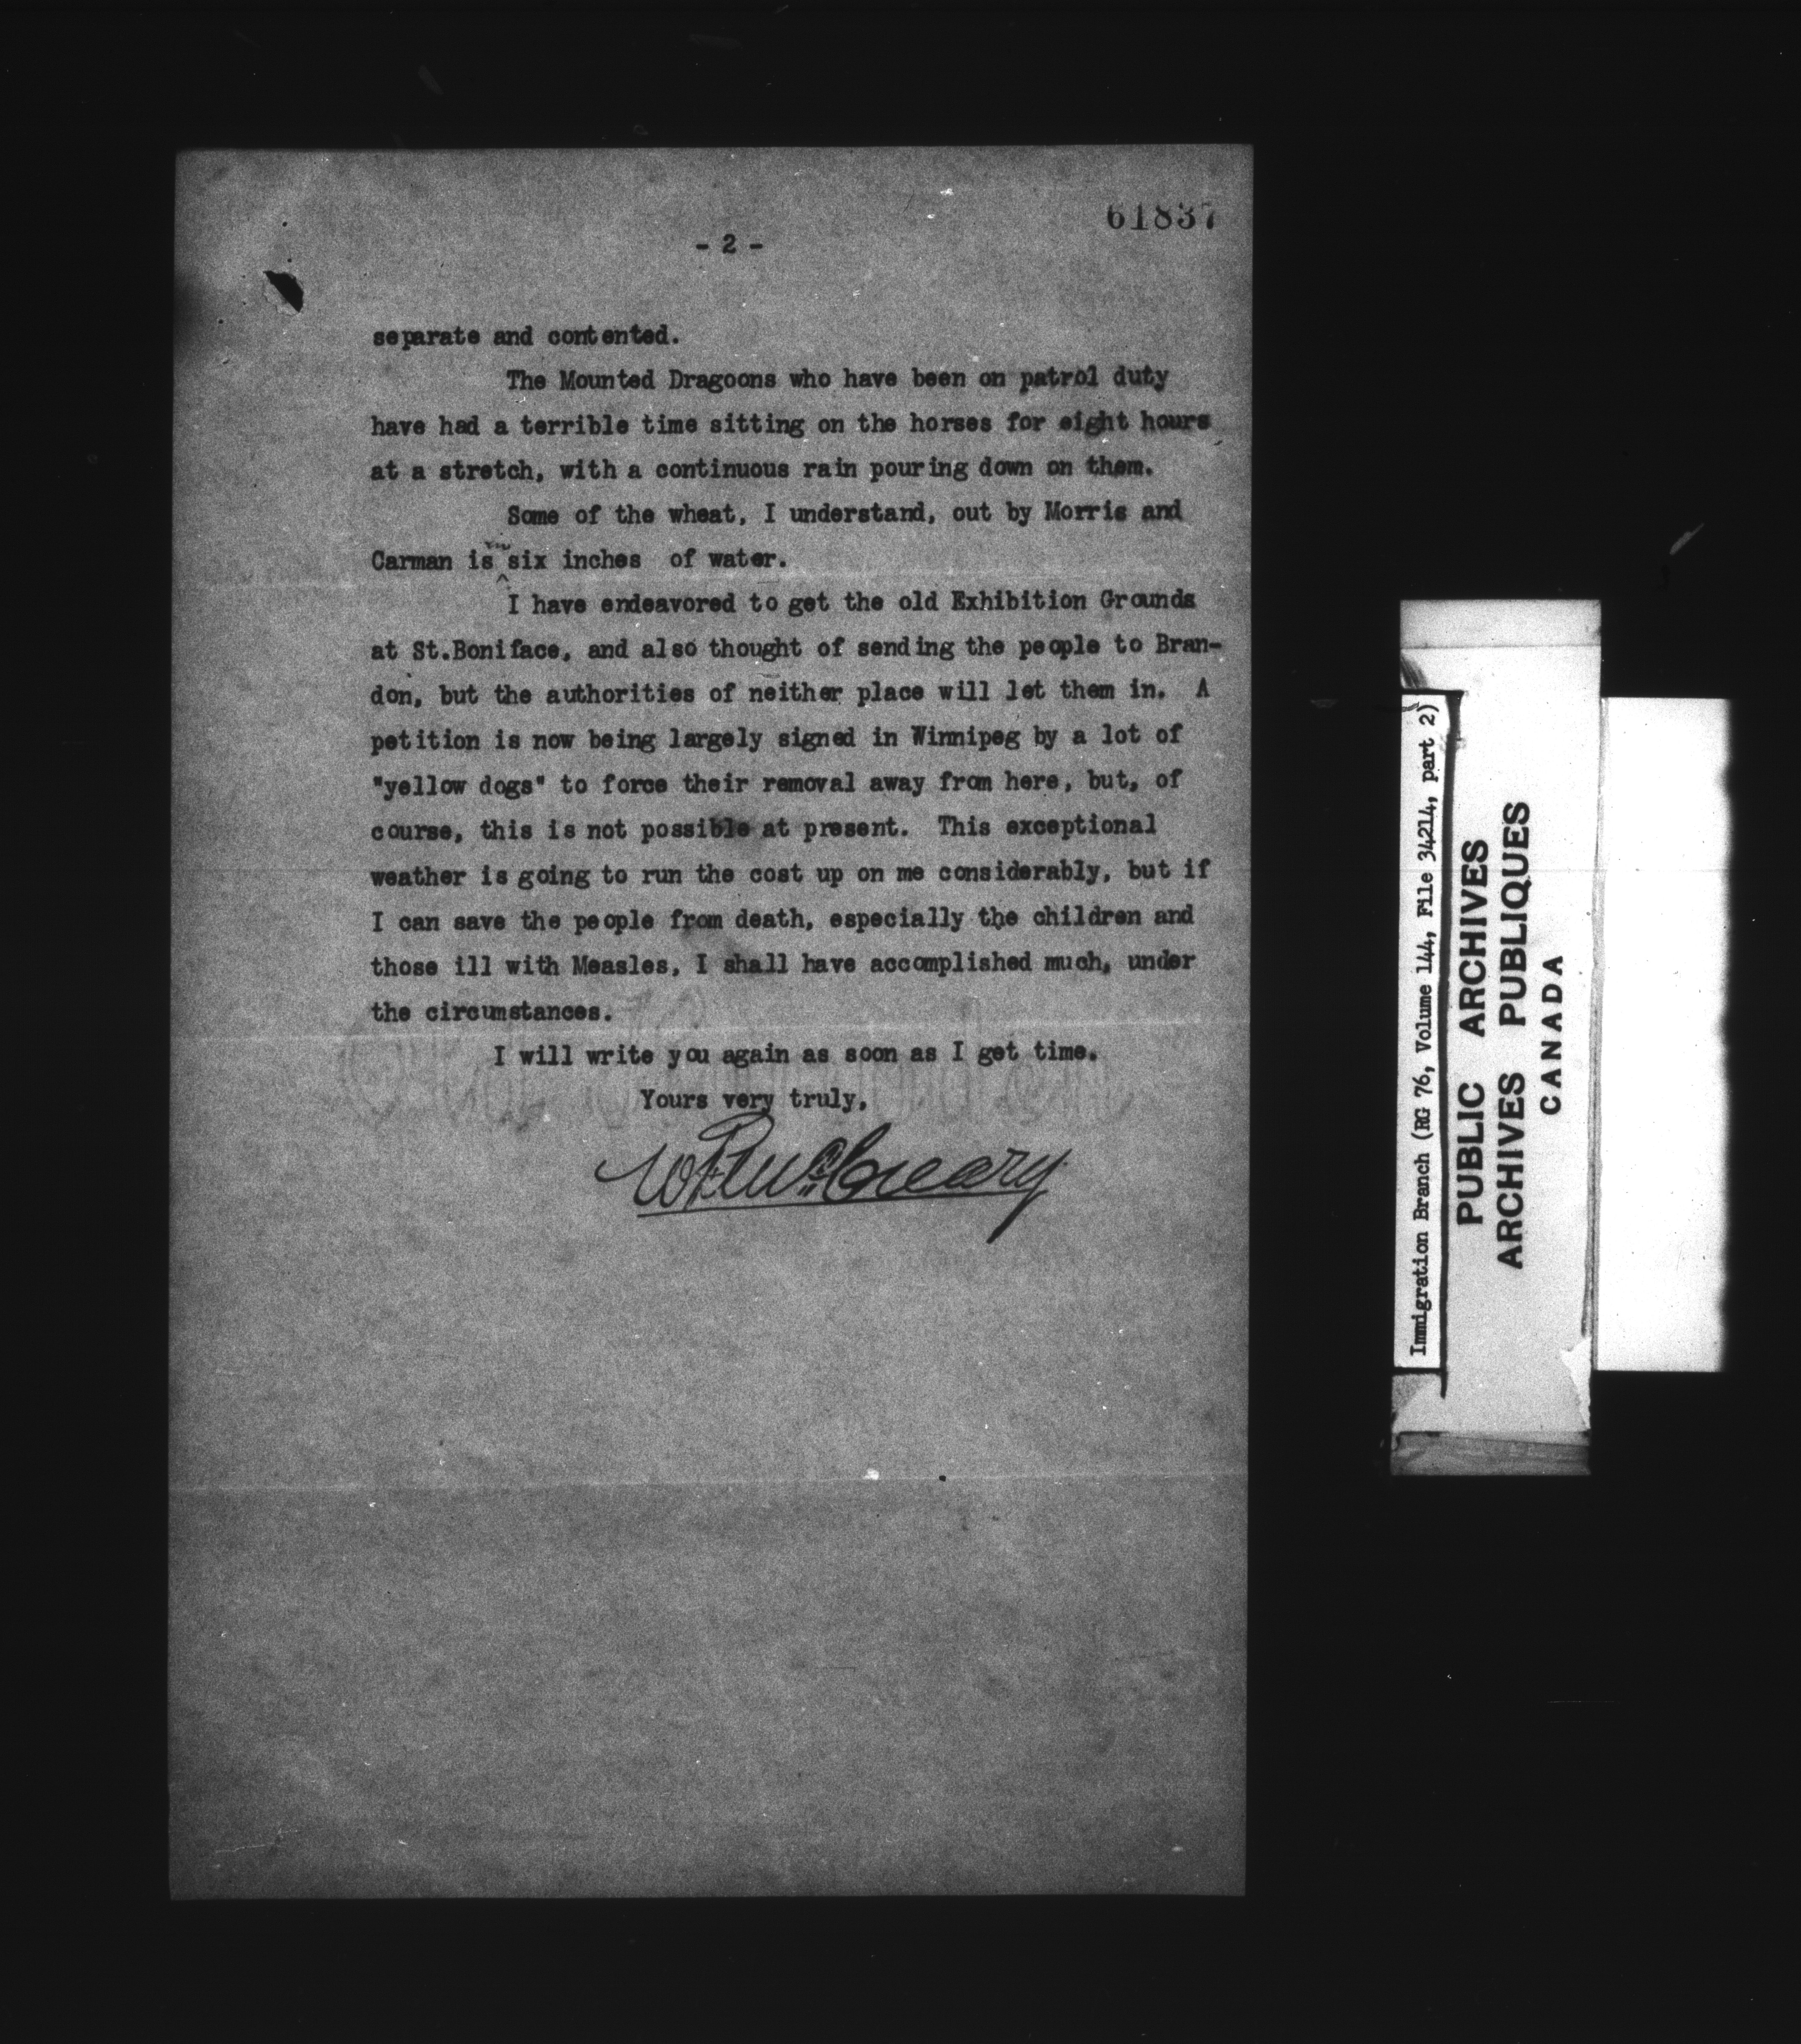 61837
- 2 -
separate and contented.
The Mounted Dragoons who have been on patrol duty
have had a terrible time sitting on the horses for eight hours
at a stretch, with a continuous rain pouring down on them.
Some of the wheat, I understand, out by Morris and
Carman is in six inches of water.
I have endeavored to get the old Exhibition Grounds
at St.Boniface, and also thought of sending the people to Bran-
don, but the authorities of neither place will let them in. A
petition is now being largely signed in Winnipeg by a lot of
"yellow dogs" to force their removal away from here, but, of
course, this is not possible at present. This exceptional
weather is going to run the cost up on me considerably, but if
I can save the people from death, especially the children and
those ill with Measles, I shall have accomplished much, under
the circumstances.
I will write you again as soon as I get time.
Yours very truly,
W F McCreary
Immigration Branch (RG 76, Volume 144, File 34214, part 2)
PUBLIC ARCHIVES
ARCHIVES PUBLIQUES
CANADA